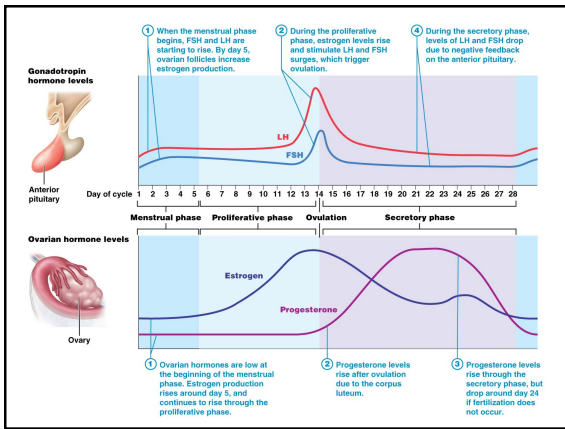 1 When the menstrual phase
begins, FSH and LH are
starting to rise. By day 5,
ovarian follicles increase
estrogen production.
2 During the proliferative
phase, estrogen levels rise
and stimulate LH and FSH
surges, which trigger
ovulation.
4 During the secretory phase,
levels of LH and FSH drop
due to negative feedback
on the anterior pituitary.
Gonadotropin
hormone levels
LH
FSH
Anterior
pituitary
Day of cycle 1 2 3 4 5 6 7 8 9 10 11 12 13 14 15 16 17 18 19 20 21 22 23 24 25 26 27 28
Menstrual phase Proliferative phase Ovulation Secretory phase
Ovarian hormone levels
Estrogen
Progesterone
Ovary
1 Ovarian hormones are low at
the beginning of the menstrual
phase. Estrogen production
rises around day 5, and
continues to rise through the
proliferative phase.
2 Progesterone levels
rise after ovulation
due to the corpus
luteum.
3 Progesterone levels
rise through the
secretory phase, but
drop around day 24
if fertilization does
not occur.